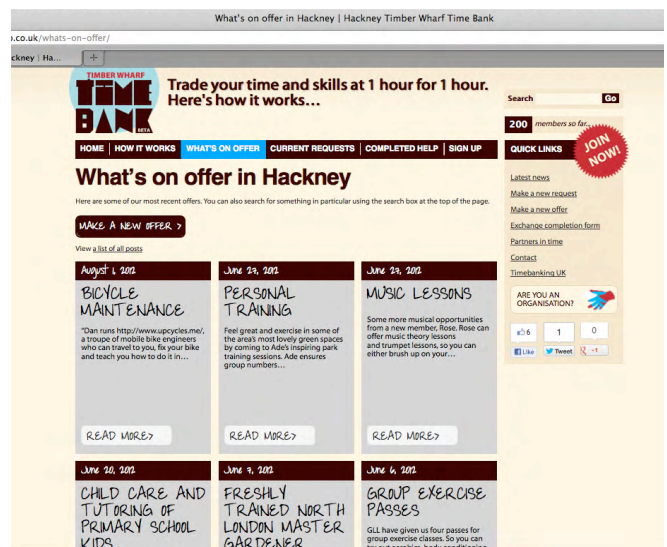 What's on offer in Hackney | Hackney Timber Wharf Time Bank
.co.uk/whats-on-offer/
ckney | Ha...
+
TIMBER WHARF
TIME
BANK
BETA
Trade your time and skills at 1 hour for 1 hour.
Here's how it works...
Search
Go
200 members so far...
JOIN
NOW!
HOME | HOW IT WORKS | WHAT'S ON OFFER | CURRENT REQUESTS | COMPLETED HELP | SIGN UP
QUICK LINKS
What's on offer in Hackney
Here are some of our most recent offers. You can also search for something in particular using the search box at the top of the page.
MAKE A NEW OFFER >
View a list of all posts
Latest news
Make a new request
Make a new offer
Exchange completion form
Partners in time
Contact
Timebanking UK
ARE YOU AN
ORGANISATION?
6
1
0
Like
Tweet
+1
August 1, 2012
BICYCLE
MAINTENANCE
"Dan runs http://www.upcycles.me/,
a troupe of mobile bike engineers
who can travel to you, fix your bike
and teach you how to do it in...
READ MORE>
June 27, 2012
PERSONAL
TRAINING
Feel great and exercise in some of
the area's most lovely green spaces
by coming to Ade's inspiring park
training sessions. Ade ensures
group numbers...
READ MORE>
June 27, 2012
MUSIC LESSONS
Some more musical opportunities
from a new member, Rose. Rose can
offer music theory lessons
and trumpet lessons, so you can
either brush up on your...
READ MORE>
June 20, 2012
CHILD CARE AND
TUTORING OF
PRIMARY SCHOOL
KIDS
June 7, 2012
FRESHLY
TRAINED NORTH
LONDON MASTER
GARDENER
June 6, 2012
GROUP EXERCISE
PASSES
GLL have given us four passes for
group exercise classes. So you can
try out aerobics, body conditioning